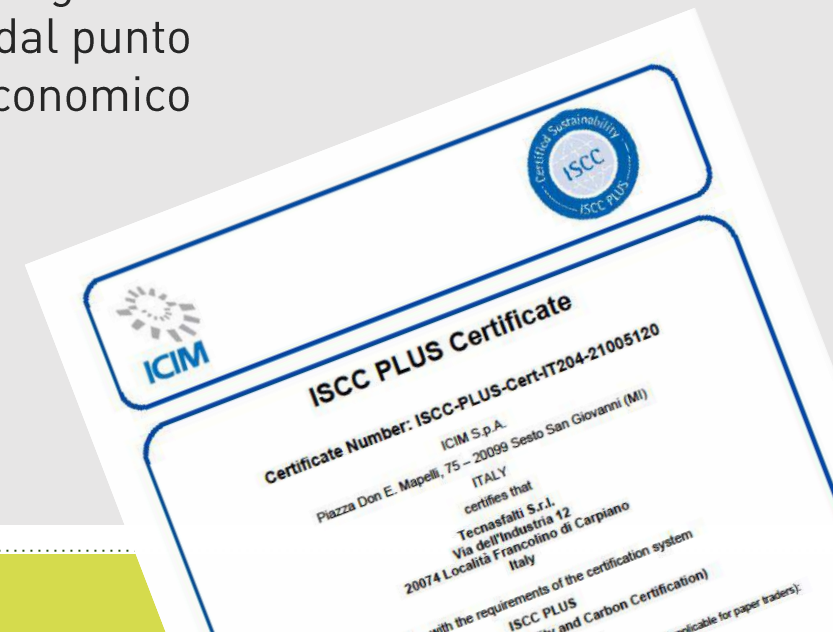 dal punto
conomico
Certified Sustainability
ISCC
ISCC PLUS
ICIM
ISCC PLUS Certificate
Certificate Number: ISCC-PLUS-Cert-IT204-21005120
ICIM S.p.A.
Piazza Don E. Mapelli, 75 – 20099 Sesto San Giovanni (MI)
ITALY
certifies that
Tecnasfalti S.r.l.
Via dell'Industria 12
20074 Località Francolino di Carpiano
Italy
with the requirements of the certification system
ISCC PLUS
and Carbon Certification)
for paper traders):